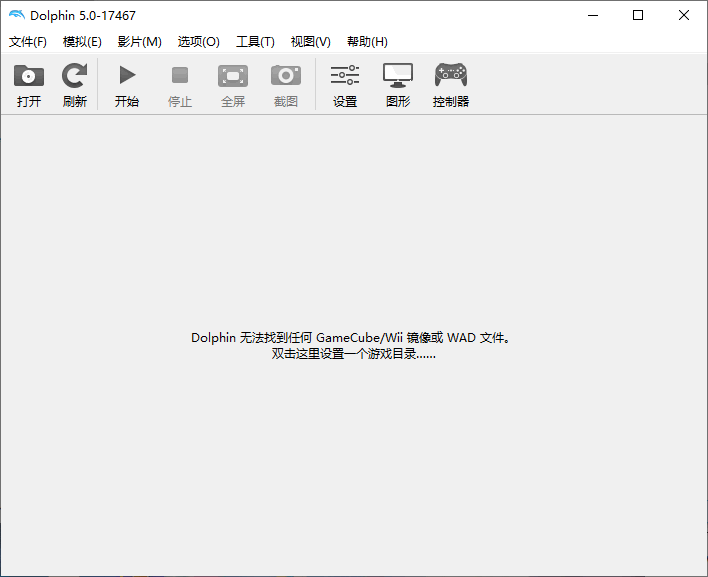 Dolphin 5.0-17467
文件(F) 模拟(E) 影片(M) 选项(O) 工具(T) 视图(V) 帮助(H)
打开 刷新 开始 停止 全屏 截图 设置 图形 控制器
Dolphin 无法找到任何 GameCube/Wii 镜像或 WAD 文件。
双击这里设置一个游戏目录......